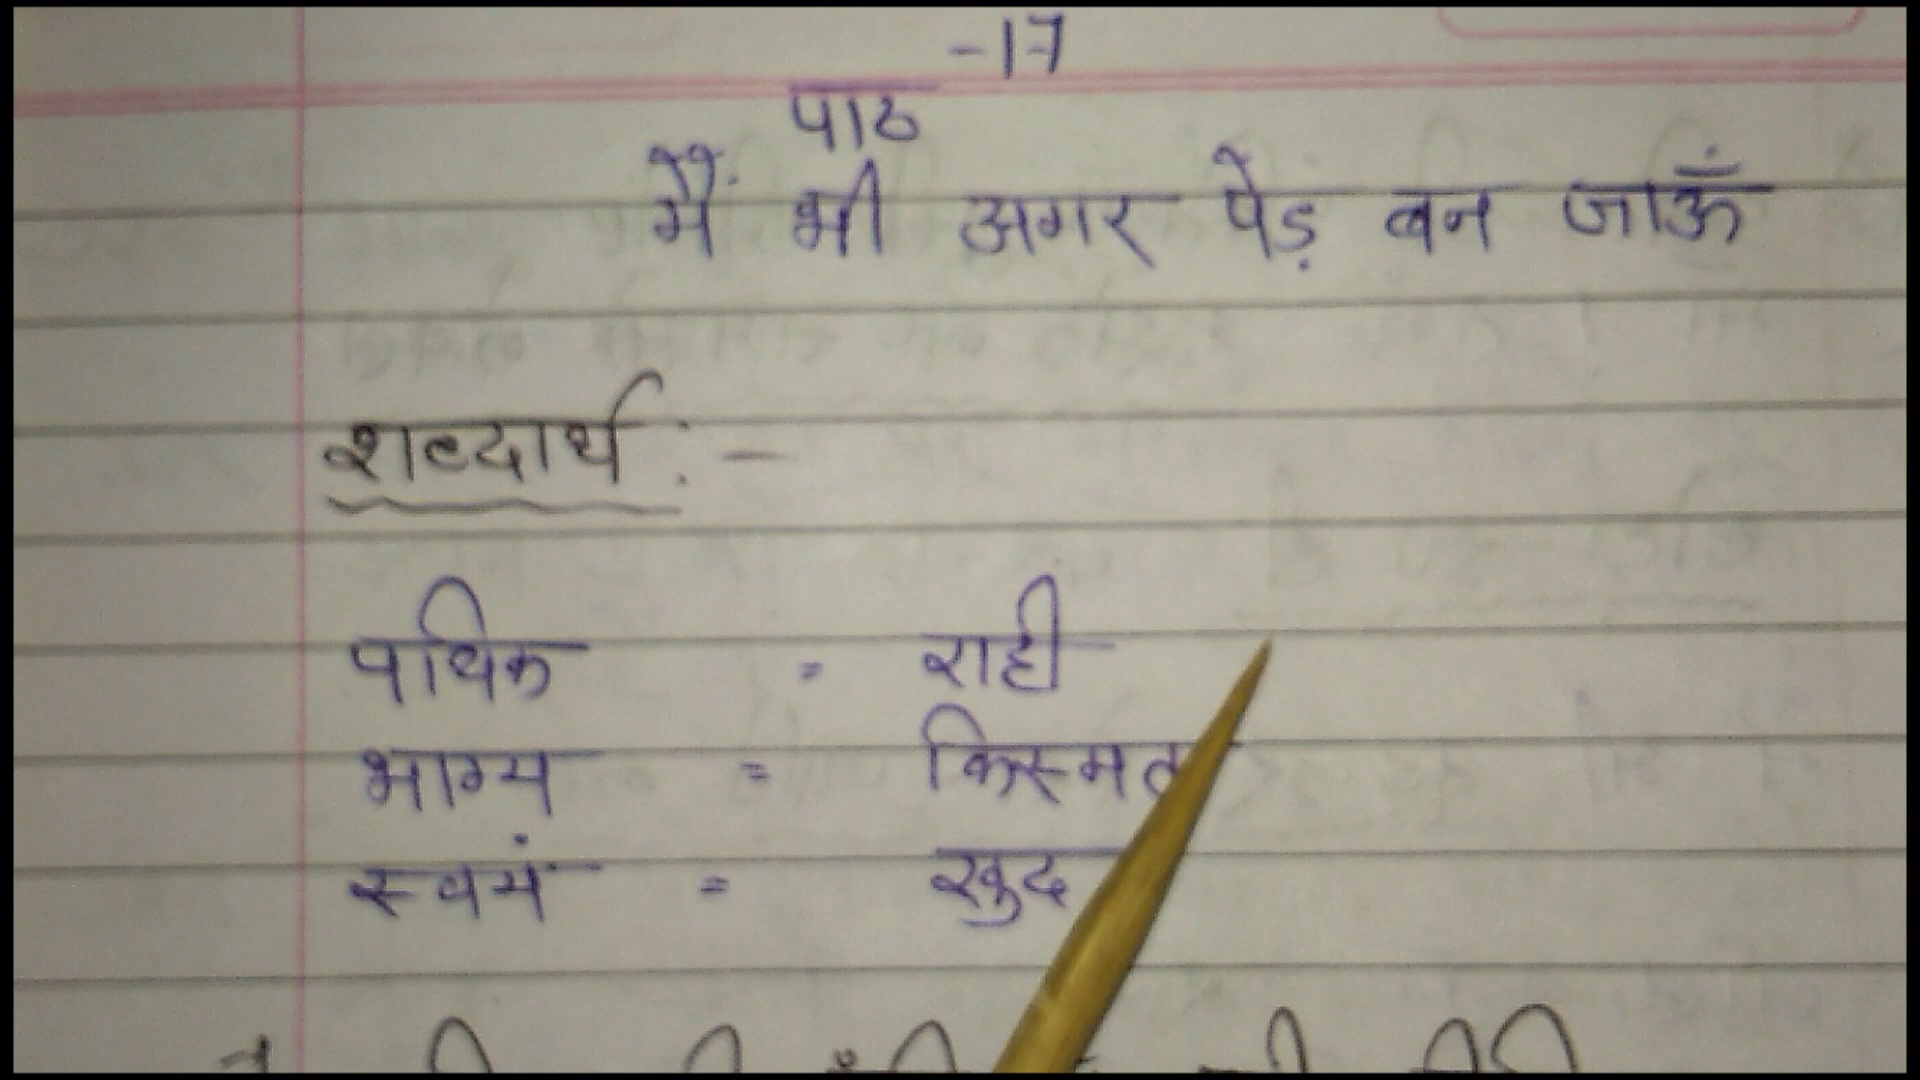 पाठ -17
मैं भी अगर पेड़ बन जाऊँ
शब्दार्थ :-
पथिक = राही
भाग्य = किस्मत
स्वयं = खुद